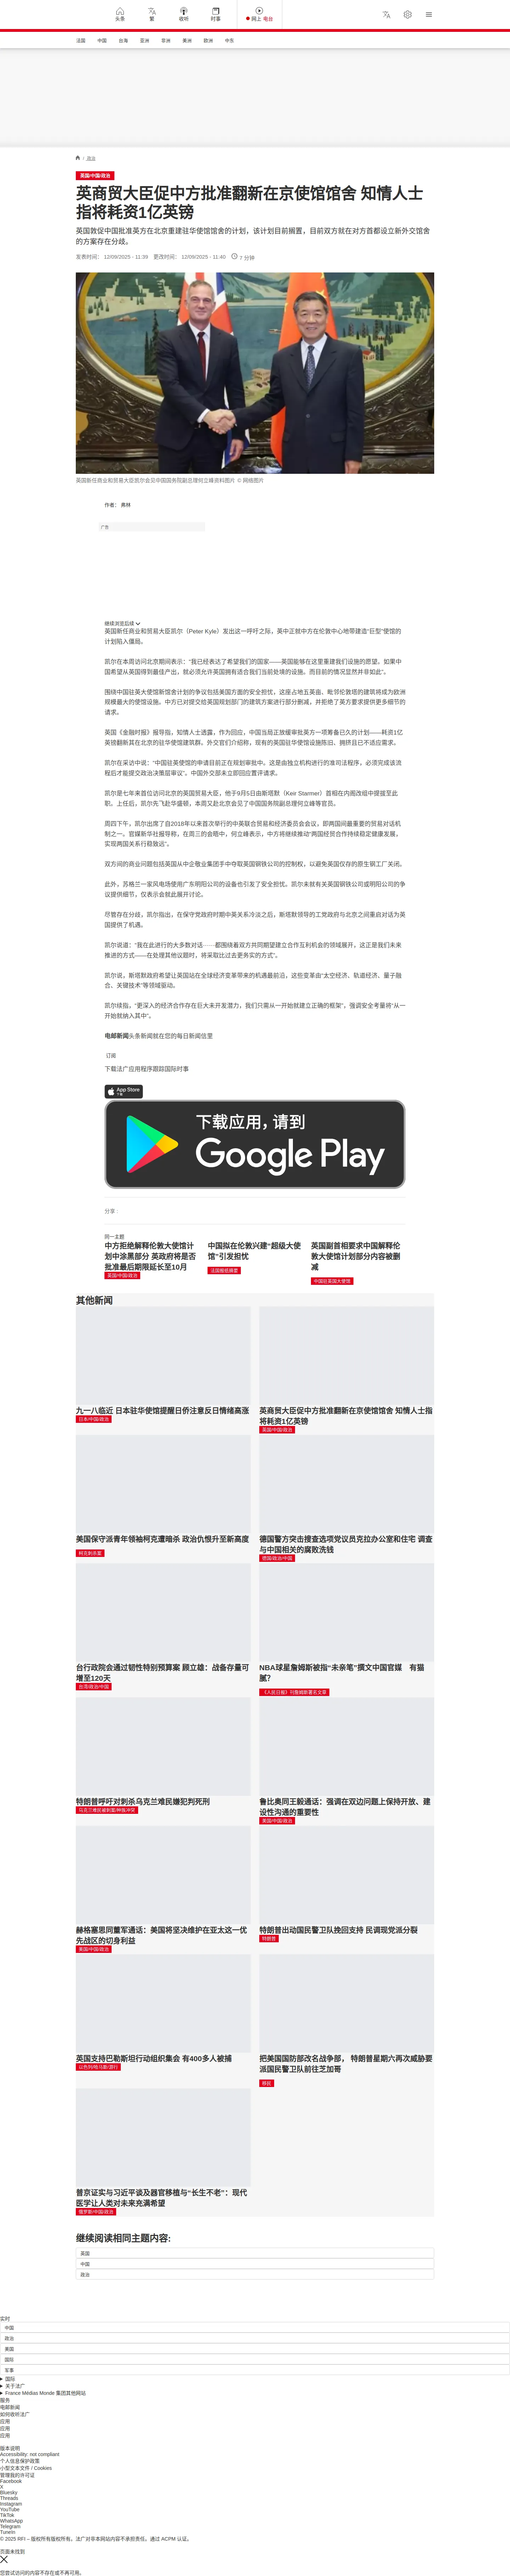 头条
繁
收听
时事
网上 电台
法国
中国
台湾
亚洲
非洲
美洲
欧洲
中东
/ 政治
英国/中国/政治
英商贸大臣促中方批准翻新在京使馆馆舍 知情人士指将耗资1亿英镑
英国敦促中国批准英方在北京重建驻华使馆馆舍的计划，该计划目前搁置，目前双方就在对方首都设立新外交馆舍的方案存在分歧。
发表时间： 12/09/2025 - 11:39 更改时间： 12/09/2025 - 11:40 7 分钟
英国新任商业和贸易大臣凯尔会见中国国务院副总理何立峰资料图片 © 网络图片
作者： 弗林
广告
继续浏览后续
英国新任商业和贸易大臣凯尔（Peter Kyle）发出这一呼吁之际，英中正就中方在伦敦中心地带建造“巨型”使馆的计划陷入僵局。
凯尔在本周访问北京期间表示：“我已经表达了希望我们的国家——英国能够在这里重建我们设施的愿望。如果中国希望从英国得到最佳产出，就必须允许英国拥有适合我们当前处境的设施。而目前的情况显然并非如此”。
围绕中国驻英大使馆新馆舍计划的争议包括美国方面的安全担忧，这座占地五英亩、毗邻伦敦塔的建筑将成为欧洲规模最大的使馆设施。中方已对提交给英国规划部门的建筑方案进行部分删减，并拒绝了英方要求提供更多细节的请求。
英国《金融时报》报导指，知情人士透露，作为回应，中国当局正放缓审批英方一项筹备已久的计划——耗资1亿英镑翻新其在北京的驻华使馆建筑群。外交官们介绍称，现有的英国驻华使馆设施陈旧、拥挤且已不适应需求。
凯尔在采访中说：“中国驻英使馆的申请目前正在规划审批中。这是由独立机构进行的准司法程序，必须完成该流程后才能提交政治决策层审议”。中国外交部未立即回应置评请求。
凯尔是七年来首位访问北京的英国贸易大臣，他于9月5日由斯塔默（Keir Starmer）首相在内阁改组中提拔至此职。上任后，凯尔先飞赴华盛顿，本周又赴北京会见了中国国务院副总理何立峰等官员。
周四下午，凯尔出席了自2018年以来首次举行的中英联合贸易和经济委员会会议，即两国间最重要的贸易对话机制之一。官媒新华社报导称，在周三的会晤中，何立峰表示，中方将继续推动“两国经贸合作持续稳定健康发展，实现两国关系行稳致远”。
双方间的商业问题包括英国从中企敬业集团手中夺取英国钢铁公司的控制权，以避免英国仅存的原生钢工厂关闭。
此外，苏格兰一家风电场使用广东明阳公司的设备也引发了安全担忧。凯尔未就有关英国钢铁公司或明阳公司的争议提供细节，仅表示会就此展开讨论。
尽管存在分歧，凯尔指出，在保守党政府时期中英关系冷淡之后，斯塔默领导的工党政府与北京之间重启对话为英国提供了机遇。
凯尔说道：“我在此进行的大多数对话······都围绕着双方共同期望建立合作互利机会的领域展开，这正是我们未来推进的方式——在处理其他议题时，将采取比过去更务实的方式”。
凯尔说，斯塔默政府希望让英国站在全球经济变革带来的机遇最前沿，这些变革由“太空经济、轨道经济、量子融合、关键技术”等领域驱动。
凯尔续指，“更深入的经济合作存在巨大未开发潜力，我们只需从一开始就建立正确的框架”，强调安全考量将“从一开始就纳入其中”。
电邮新闻头条新闻就在您的每日新闻信里
订阅
下载法广应用程序跟踪国际时事
App Store
下载
下载应用，请到
Google Play
分享 :
同一主题
中方拒绝解释伦敦大使馆计划中涂黑部分 英政府将是否批准最后期限延长至10月
英国/中国/政治
中国拟在伦敦兴建“超级大使馆”引发担忧
法国报纸摘要
英国副首相要求中国解释伦敦大使馆计划部分内容被删减
中国驻英国大使馆
其他新闻
九一八临近 日本驻华使馆提醒日侨注意反日情绪高涨
日本/中国/政治
英商贸大臣促中方批准翻新在京使馆馆舍 知情人士指将耗资1亿英镑
英国/中国/政治
美国保守派青年领袖柯克遭暗杀 政治仇恨升至新高度
柯克刺杀案
德国警方突击搜查选项党议员克拉办公室和住宅 调查与中国相关的腐败洗钱
德国/政治/中国
台行政院会通过韧性特别预算案 顾立雄：战备存量可增至120天
台湾/政治/中国
NBA球星詹姆斯被指“未亲笔”撰文中国官媒　有猫腻？
《人民日报》刊詹姆斯署名文章
特朗普呼吁对刺杀乌克兰难民嫌犯判死刑
乌克兰难民被刺案/种族冲突
鲁比奥同王毅通话：强调在双边问题上保持开放、建设性沟通的重要性
美国/中国/政治
赫格塞思同董军通话：美国将坚决维护在亚太这一优先战区的切身利益
美国/中国/政治
特朗普出动国民警卫队挽回支持 民调现党派分裂
特朗普
英国支持巴勒斯坦行动组织集会 有400多人被捕
以色列/哈马斯/游行
把美国国防部改名战争部， 特朗普星期六再次威胁要派国民警卫队前往芝加哥
移民
普京证实与习近平谈及器官移植与“长生不老”：现代医学让人类对未来充满希望
俄罗斯/中国/政治
继续阅读相同主题内容:
英国
中国
政治
实时
中国
政治
美国
国际
军事
国际
关于法广
France Médias Monde 集团其他网站
服务
电邮新闻
如何收听法广
应用
应用
应用
版本说明
Accessibility: not compliant
个人信息保护政策
小型文本文件 / Cookies
管理我的许可证
Facebook
X
Bluesky
Threads
Instagram
YouTube
TikTok
WhatsApp
Telegram
TuneIn
© 2025 RFI – 版权所有版权所有。法广对非本网站内容不承担责任。通过 ACPM 认证。
页面未找到
您尝试访问的内容不存在或不再可用。